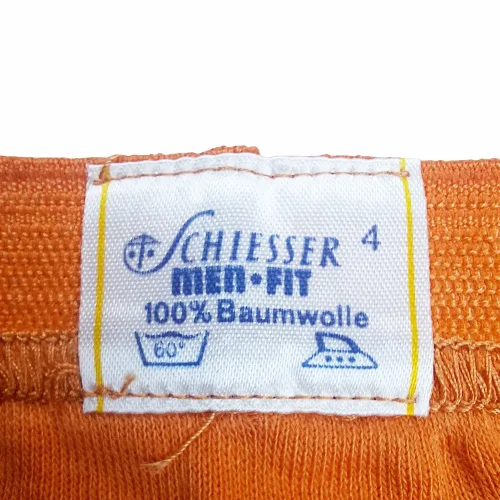 SCHIESSER 4
MEN·FIT
100% Baumwolle
60°